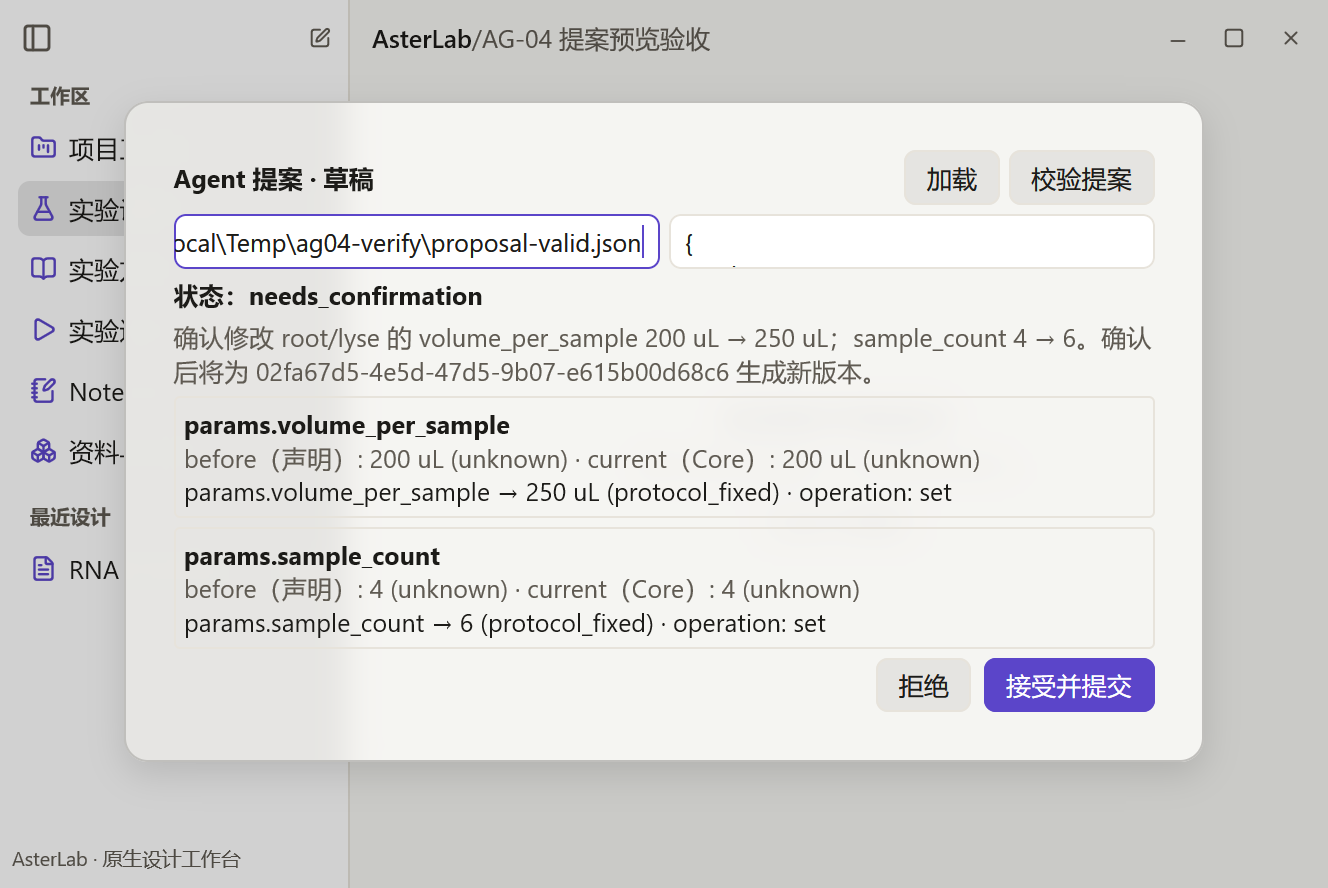 AsterLab/AG-04 提案预览验收
工作区
项目
实验
实验
实验
Note
资料
最近设计
RNA
AsterLab · 原生设计工作台
Agent 提案 · 草稿
加载
校验提案
ocal\Temp\ag04-verify\proposal-valid.json
{
状态：needs_confirmation
确认修改 root/lyse 的 volume_per_sample 200 uL → 250 uL；sample_count 4 → 6。确认
后将为 02fa67d5-4e5d-47d5-9b07-e615b00d68c6 生成新版本。
params.volume_per_sample
before（声明）: 200 uL (unknown) · current（Core）: 200 uL (unknown)
params.volume_per_sample → 250 uL (protocol_fixed) · operation: set
params.sample_count
before（声明）: 4 (unknown) · current（Core）: 4 (unknown)
params.sample_count → 6 (protocol_fixed) · operation: set
拒绝
接受并提交